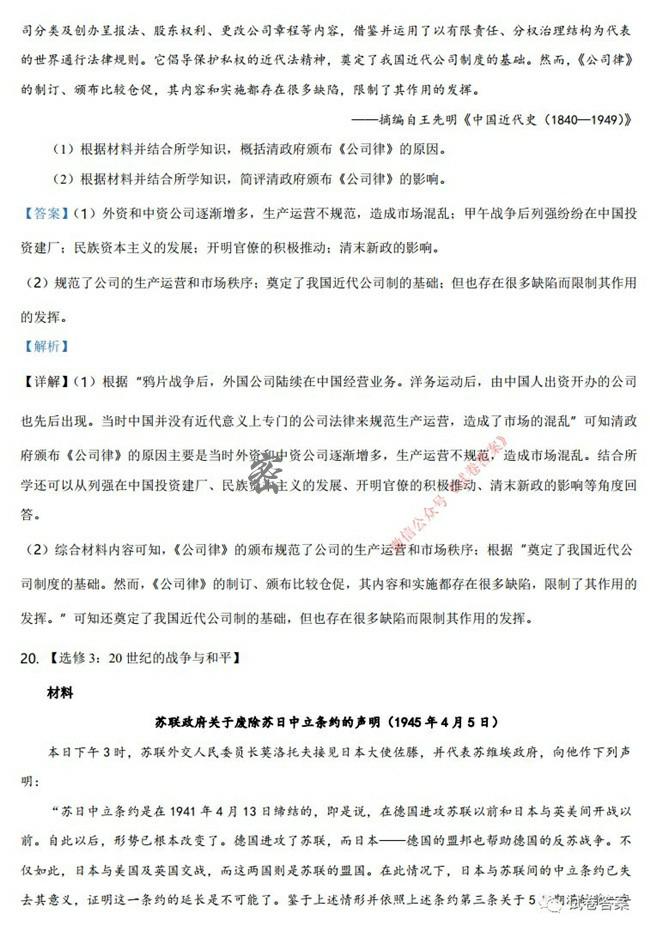 司分类及创办呈报法、股东权利、更改公司章程等内容，借鉴并运用了以有限责任、分权治理结构为代表
的世界通行法律规则。它倡导保护私权的近代法精神，奠定了我国近代公司制度的基础。然而，《公司律》
的制订、颁布比较仓促，其内容和实施都存在很多缺陷，限制了其作用的发挥。
——摘编自王先明《中国近代史（1840—1949）》
（1）根据材料并结合所学知识，概括清政府颁布《公司律》的原因。
（2）根据材料并结合所学知识，简评清政府颁布《公司律》的影响。
【答案】（1）外资和中资公司逐渐增多，生产运营不规范，造成市场混乱；甲午战争后列强纷纷在中国投
资建厂；民族资本主义的发展；开明官僚的积极推动；清末新政的影响。
（2）规范了公司的生产运营和市场秩序；奠定了我国近代公司制的基础；但也存在很多缺陷而限制其作用
的发挥。
【解析】
【详解】（1）根据“鸦片战争后，外国公司陆续在中国经营业务。洋务运动后，由中国人出资开办的公司
也先后出现。当时中国并没有近代意义上专门的公司法律来规范生产运营，造成了市场的混乱”可知清政
府颁布《公司律》的原因主要是当时外资和中资公司逐渐增多，生产运营不规范，造成市场混乱。结合所
学还可以从列强在中国投资建厂、民族资本主义的发展、开明官僚的积极推动、清末新政的影响等角度回
答。
（2）综合材料内容可知，《公司律》的颁布规范了公司的生产运营和市场秩序；根据“奠定了我国近代公
司制度的基础。然而，《公司律》的制订、颁布比较仓促，其内容和实施都存在很多缺陷，限制了其作用的
发挥。”可知还奠定了我国近代公司制的基础，但也存在很多缺陷而限制其作用的发挥。
微信公众号《试卷答案》
20. 【选修 3：20 世纪的战争与和平】
材料
苏联政府关于废除苏日中立条约的声明（1945 年 4 月 5 日）
本日下午 3 时，苏联外交人民委员长莫洛托夫接见日本大使佐藤，并代表苏维埃政府，向他作下列声
明：
“苏日中立条约是在 1941 年 4 月 13 日缔结的，即是说，在德国进攻苏联以前和日本与英美间开战以
前。自此以后，形势已根本改变了。德国进攻了苏联，而日本——德国的盟邦也帮助德国的反苏战争。不
仅如此，日本与美国及英国交战，而这两国则是苏联的盟国。在此情况下，日本与苏联间的中立条约已失
去其意义，证明这一条约的延长是不可能了。鉴于上述情形并依照上述条约第三条关于 5
试卷答案